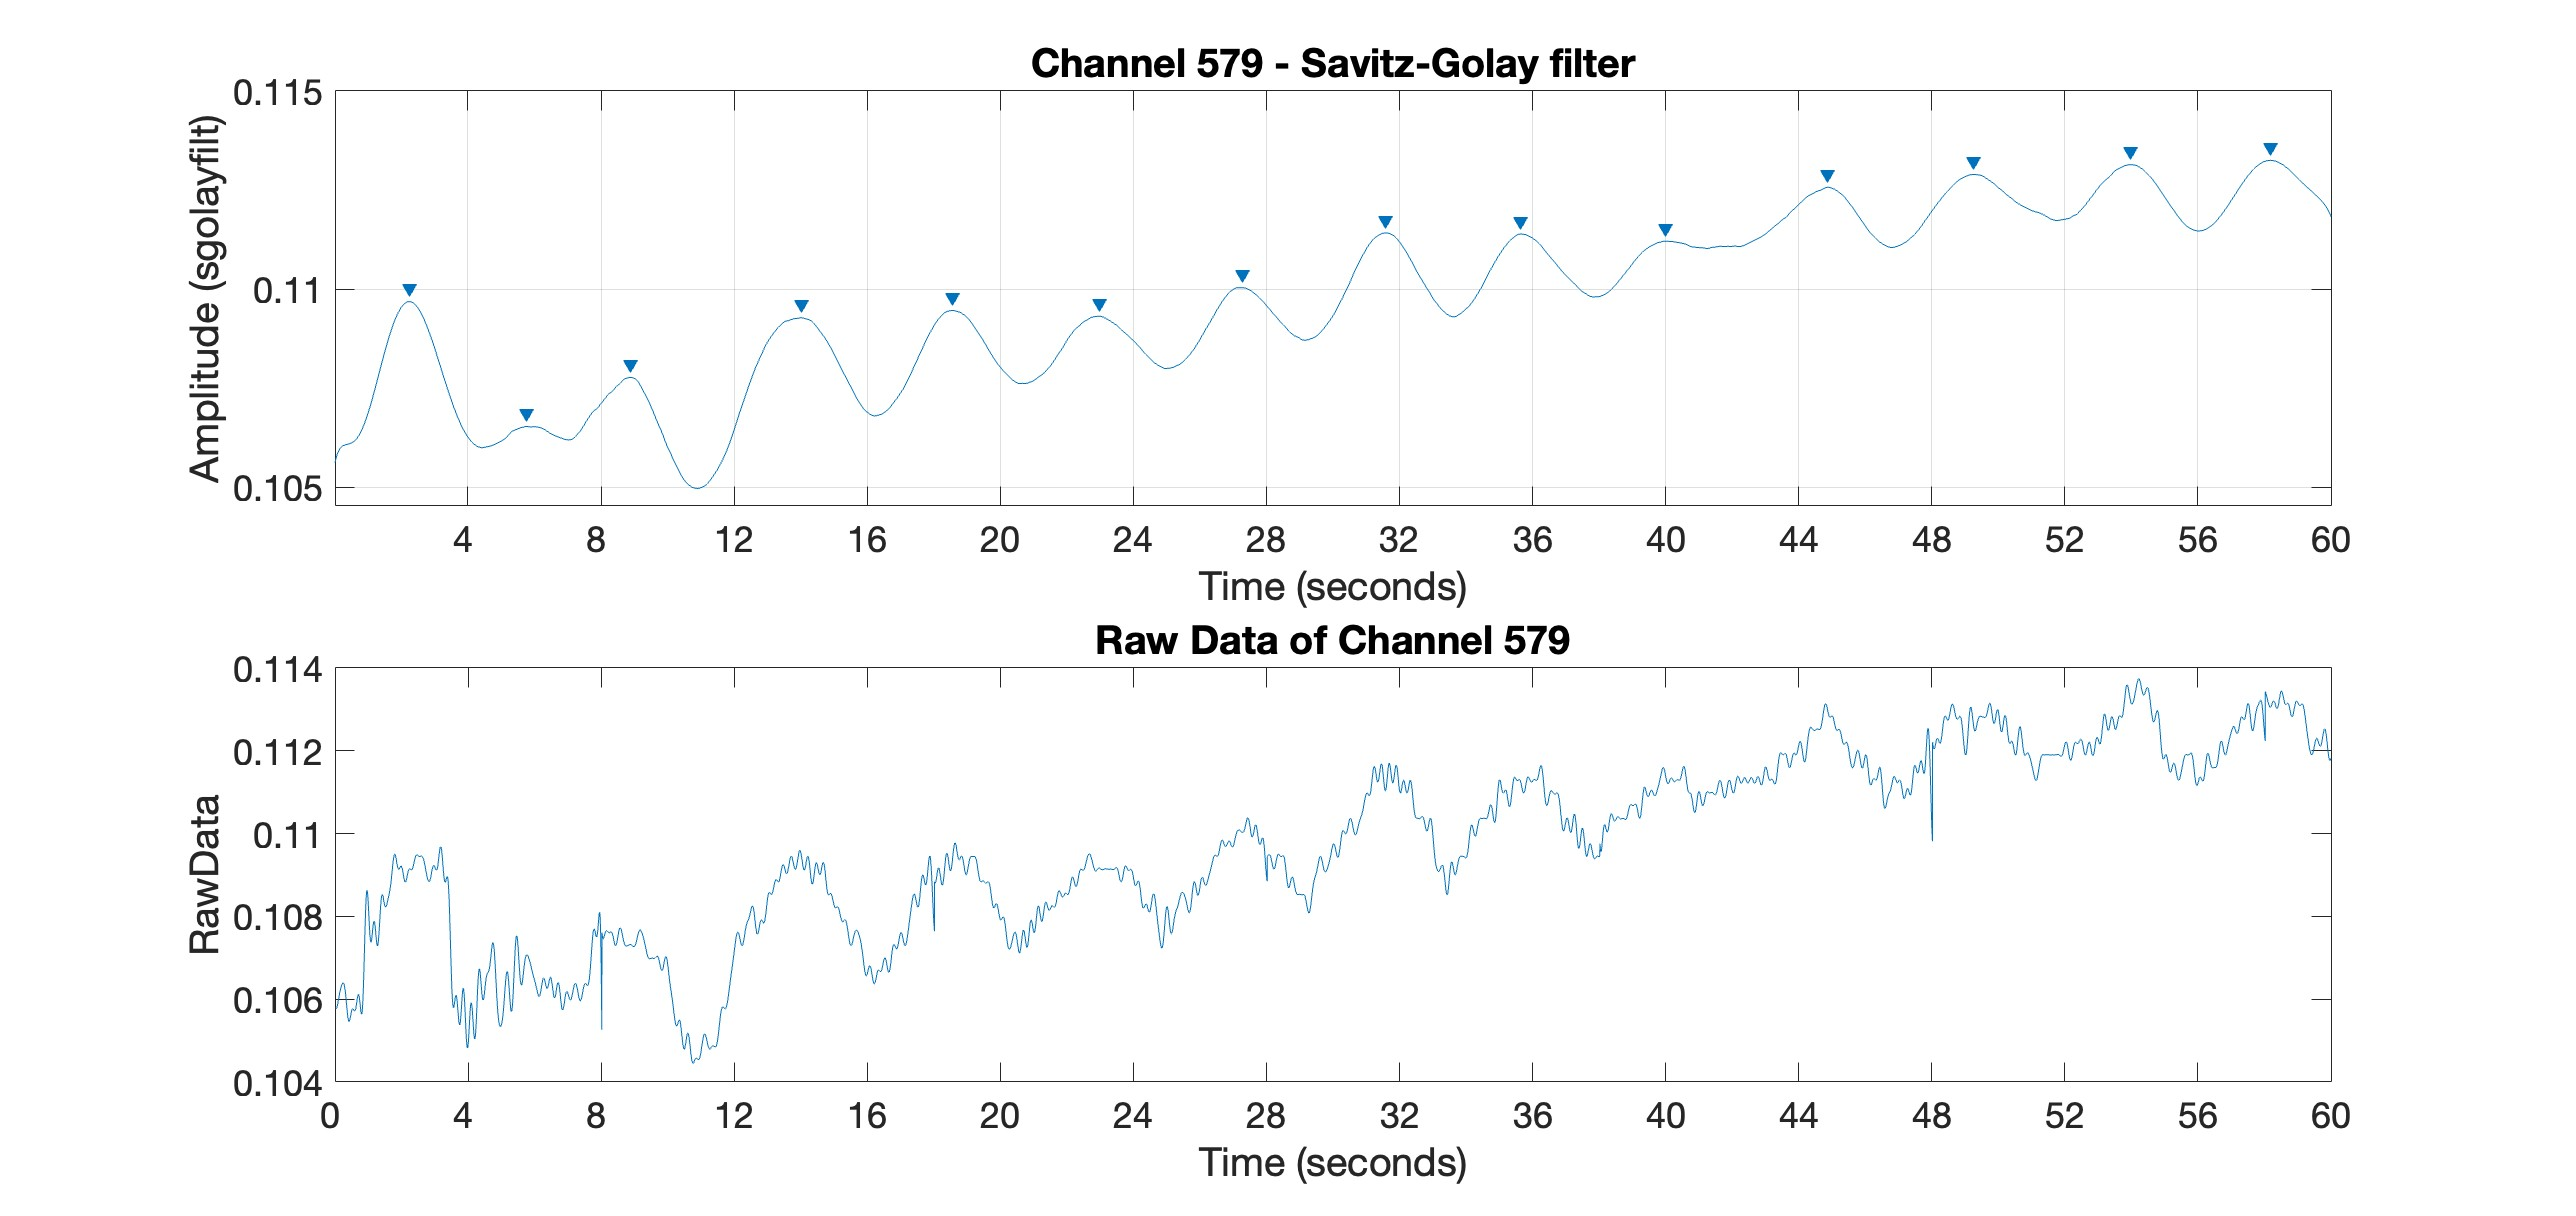 Channel 579 - Savitz-Golay filter
0.115
0.11
0.105
Amplitude (sgolayfilt)
4 8 12 16 20 24 28 32 36 40 44 48 52 56 60
Time (seconds)
Raw Data of Channel 579
0.114
0.112
0.11
0.108
0.106
0.104
RawData
0 4 8 12 16 20 24 28 32 36 40 44 48 52 56 60
Time (seconds)